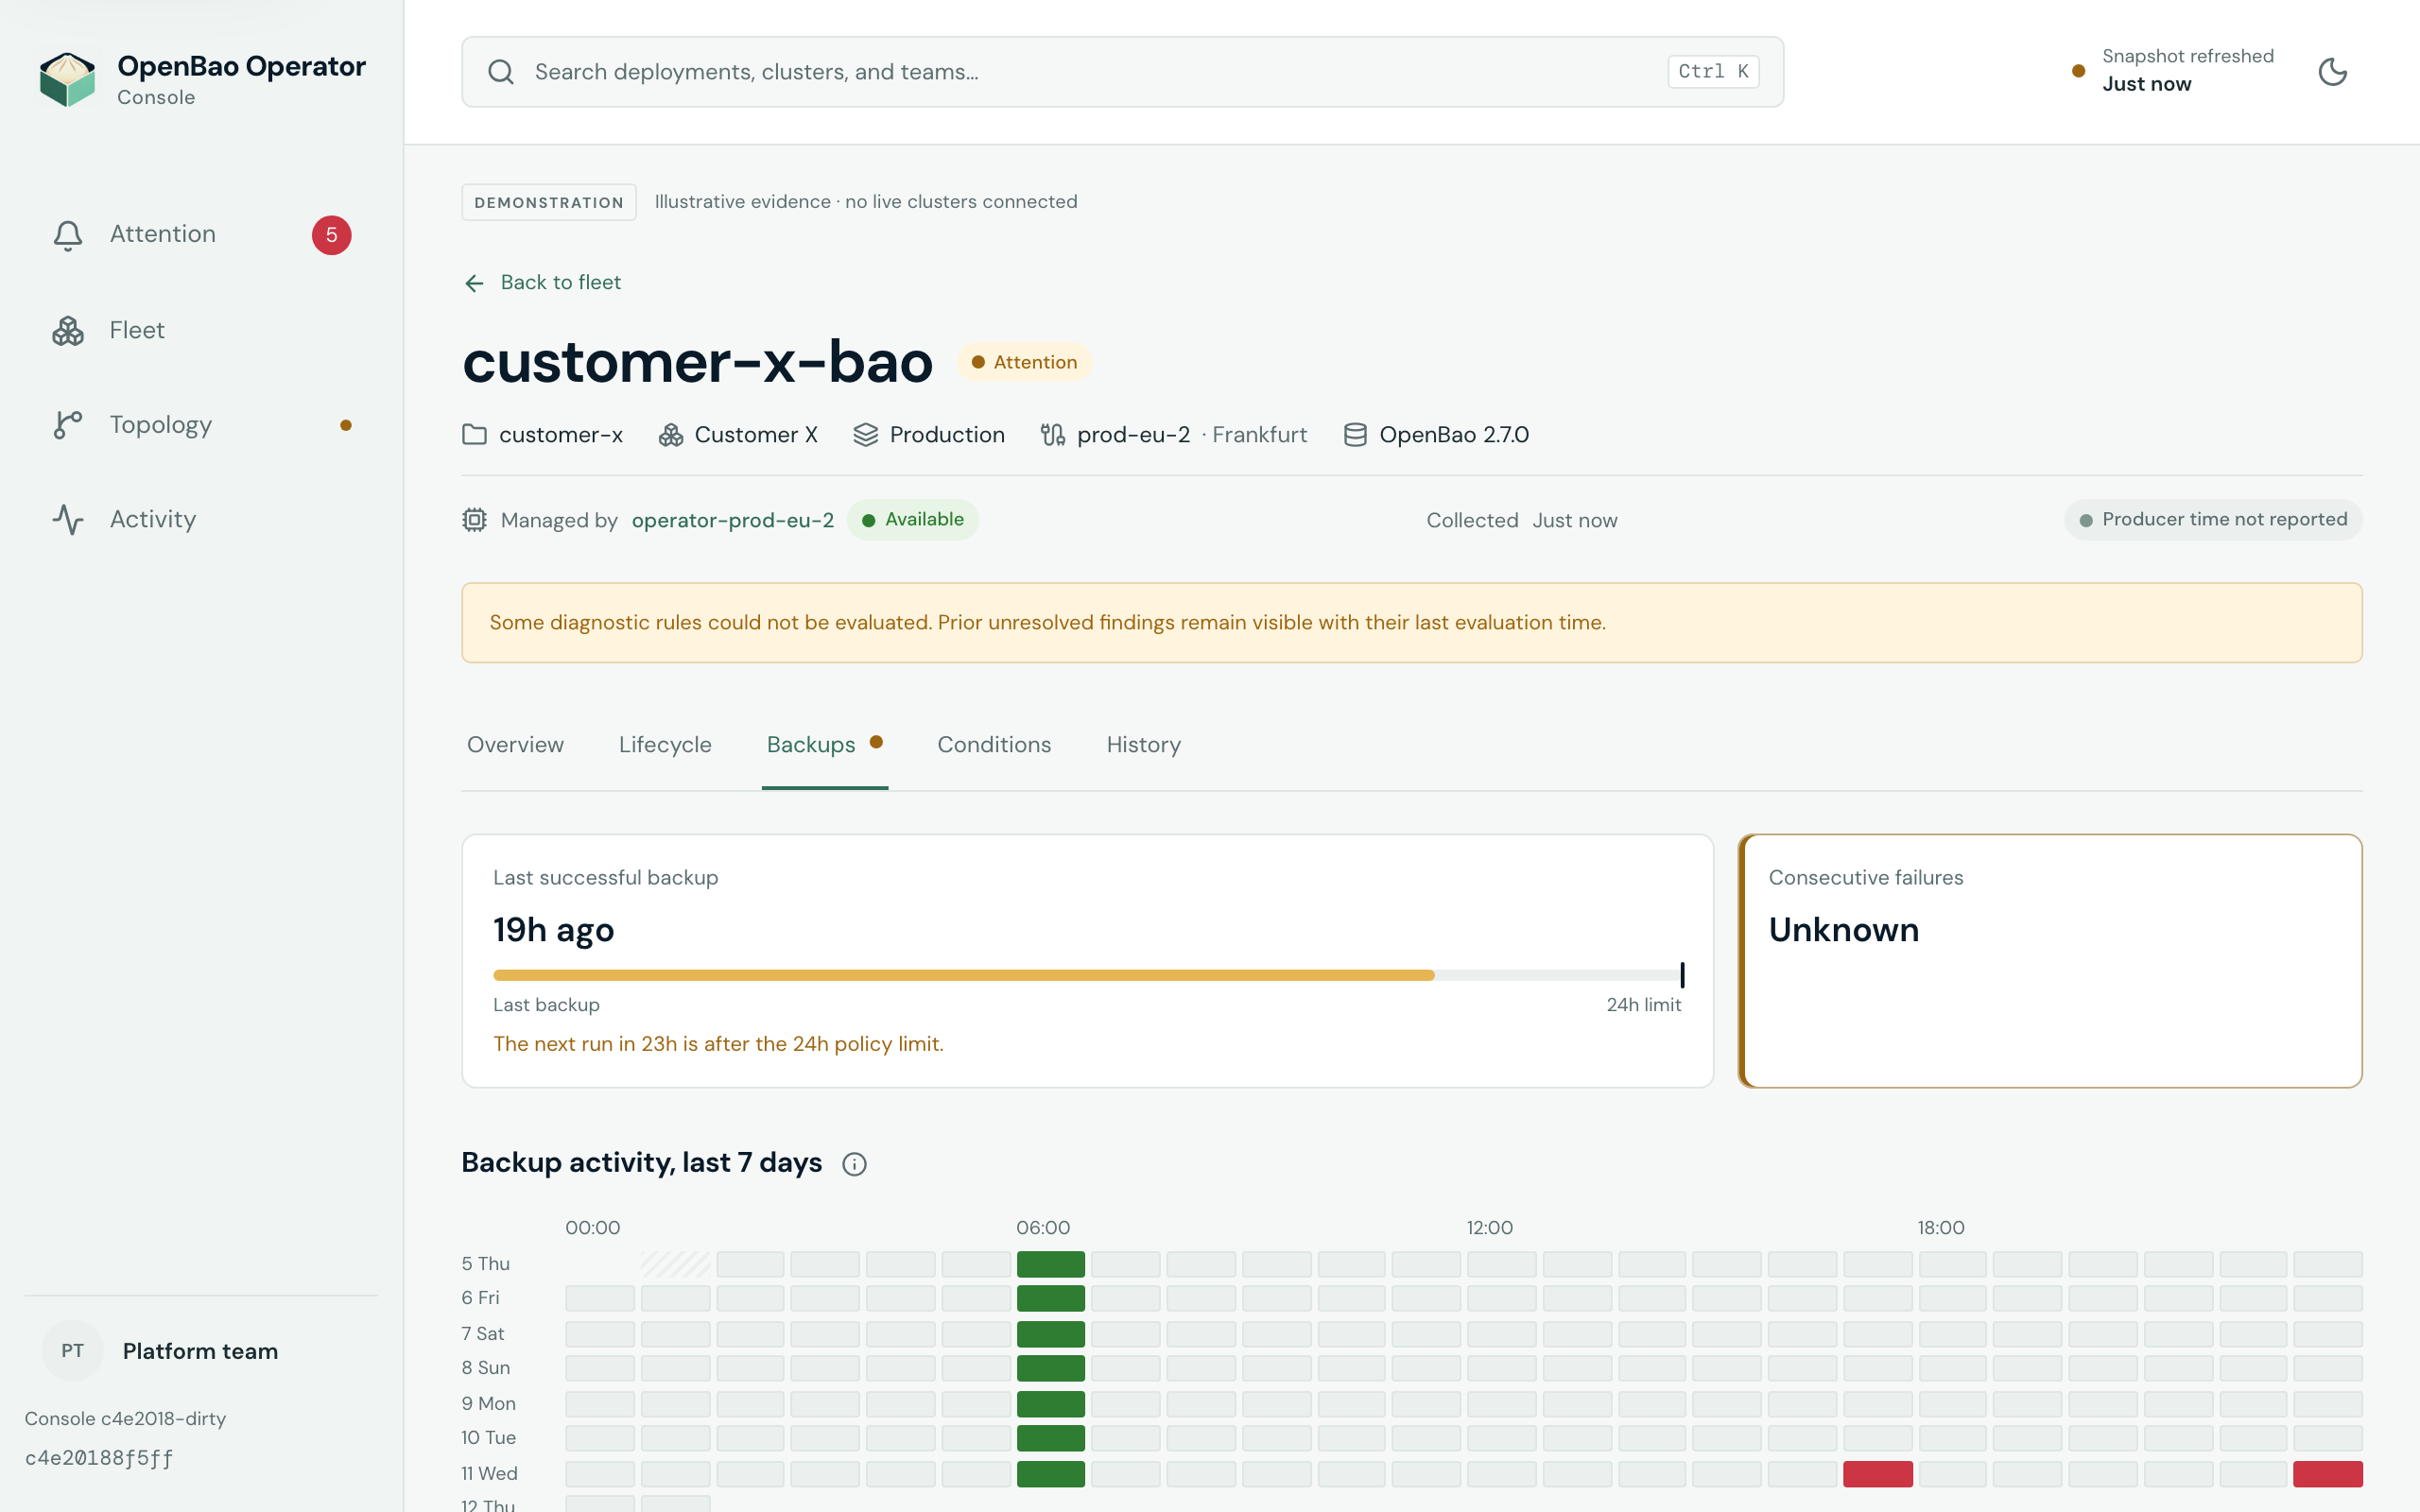 OpenBao Operator
Console
Search deployments, clusters, and teams...
Ctrl K
Snapshot refreshed
Just now
Attention
5
Fleet
Topology
Activity
DEMONSTRATION
Illustrative evidence · no live clusters connected
Back to fleet
customer-x-bao
Attention
customer-x
Customer X
Production
prod-eu-2 · Frankfurt
OpenBao 2.7.0
Managed by operator-prod-eu-2
Available
Collected Just now
Producer time not reported
Some diagnostic rules could not be evaluated. Prior unresolved findings remain visible with their last evaluation time.
Overview
Lifecycle
Backups
Conditions
History
Last successful backup
19h ago
Last backup
24h limit
The next run in 23h is after the 24h policy limit.
Consecutive failures
Unknown
Backup activity, last 7 days
00:00
06:00
12:00
18:00
5 Thu
6 Fri
7 Sat
8 Sun
9 Mon
10 Tue
11 Wed
12 Thu
PT
Platform team
Console c4e2018-dirty
c4e20188f5ff